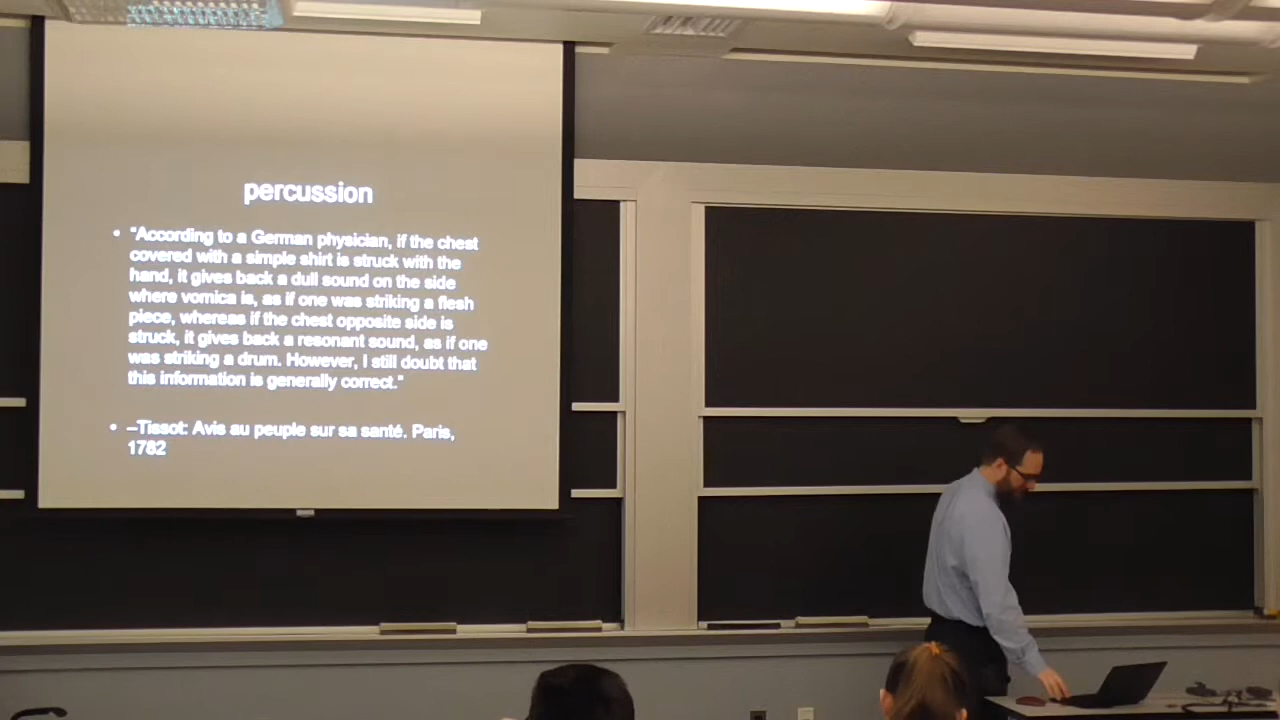 percussion
• "According to a German physician, if the chest
covered with a simple shirt is struck with the
hand, it gives back a dull sound on the side
where vornica is, as if one was striking a flesh
piece, whereas if the chest opposite side is
struck, it gives back a resonant sound, as if one
was striking a drum. However, I still doubt that
this information is generally correct."
• –Tissot: Avis au peuple sur sa santé. Paris,
1782